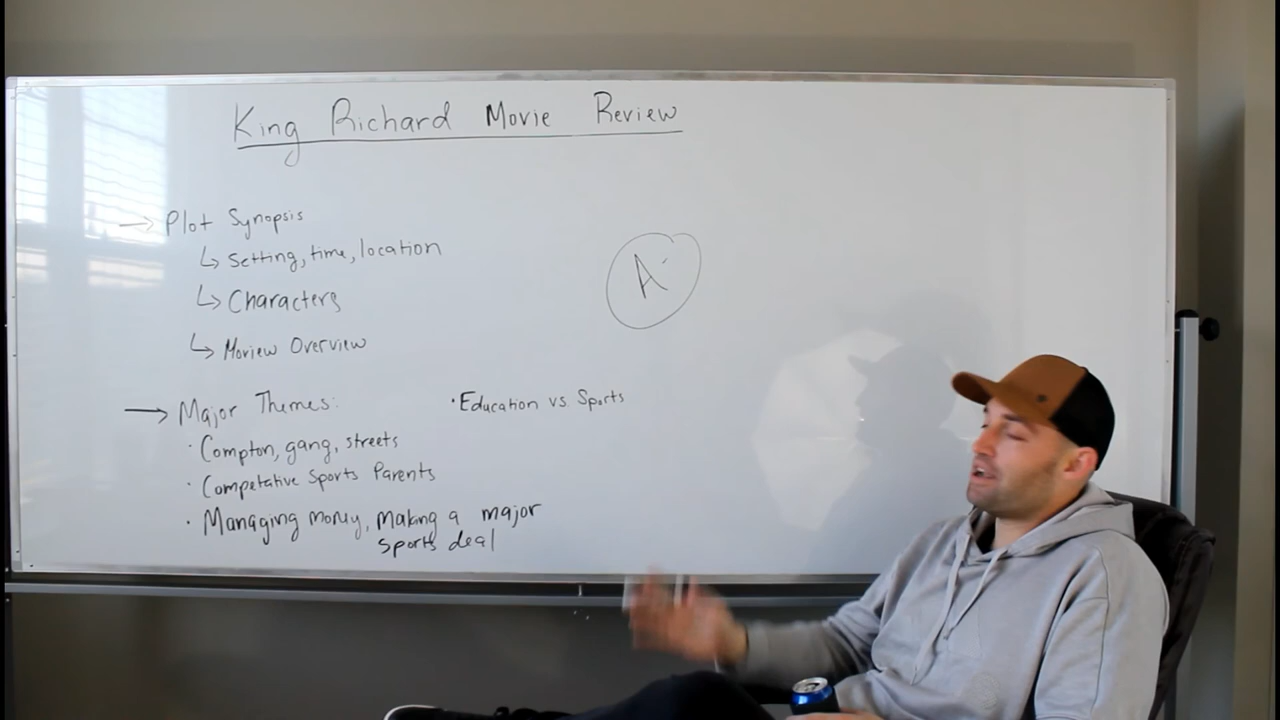 King Richard Movie Review
→ Plot Synopsis
↳ Setting, time, location
↳ Characters
↳ Moview Overview
A-
→ Major Themes:
· Education vs. Sports
· Compton, gang, streets
· Competative Sports Parents
· Managing money, making a major
sports deal